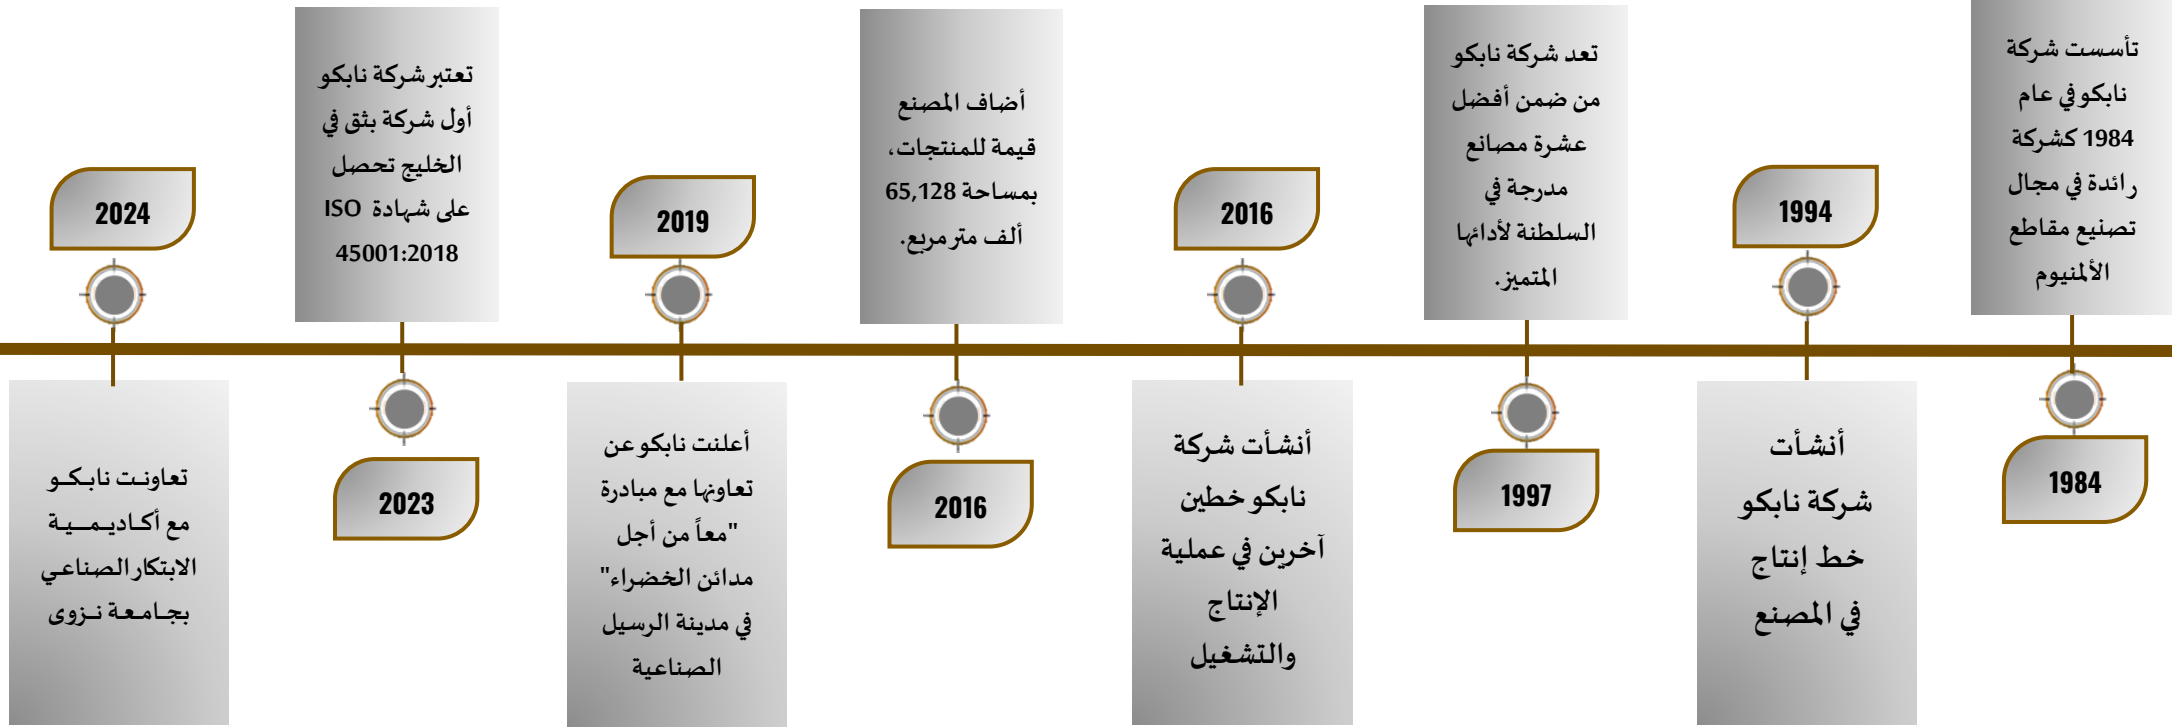 تأسست شركة
نابكو في عام
1984 كشركة
رائدة في مجال
تصنيع مقاطع
الألمنيوم
1984
1994
أنشأت
شركة نابكو
خط إنتاج
في المصنع
تعد شركة نابكو
من ضمن أفضل
عشرة مصانع
مدرجة في
السلطنة لأدائها
المتميز.
1997
2016
أنشأت شركة
نابكو خطين
آخرين في عملية
الإنتاج
والتشغيل
أضاف المصنع
قيمة للمنتجات،
بمساحة 65,128
ألف متر مربع.
2016
2019
أعلنت نابكو عن
تعاونها مع مبادرة
"معاً من أجل
مدائن الخضراء"
في مدينة الرسيل
الصناعية
تعتبر شركة نابكو
أول شركة بثق في
الخليج تحصل
على شهادة ISO
45001:2018
2023
2024
تعاونت نابكو
مع أكاديمية
الابتكار الصناعي
بجامعة نزوى